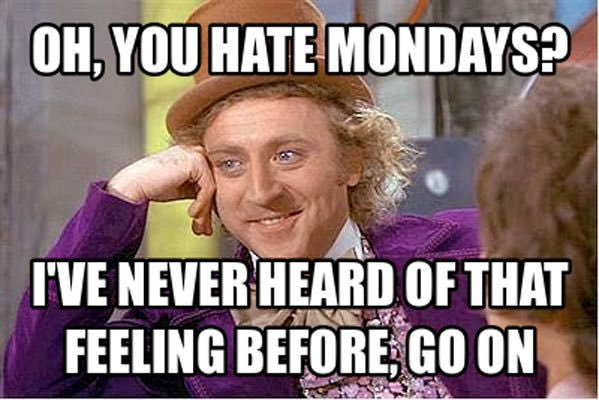 OH, YOU HATE MONDAYS?
I'VE NEVER HEARD OF THAT
FEELING BEFORE, GO ON